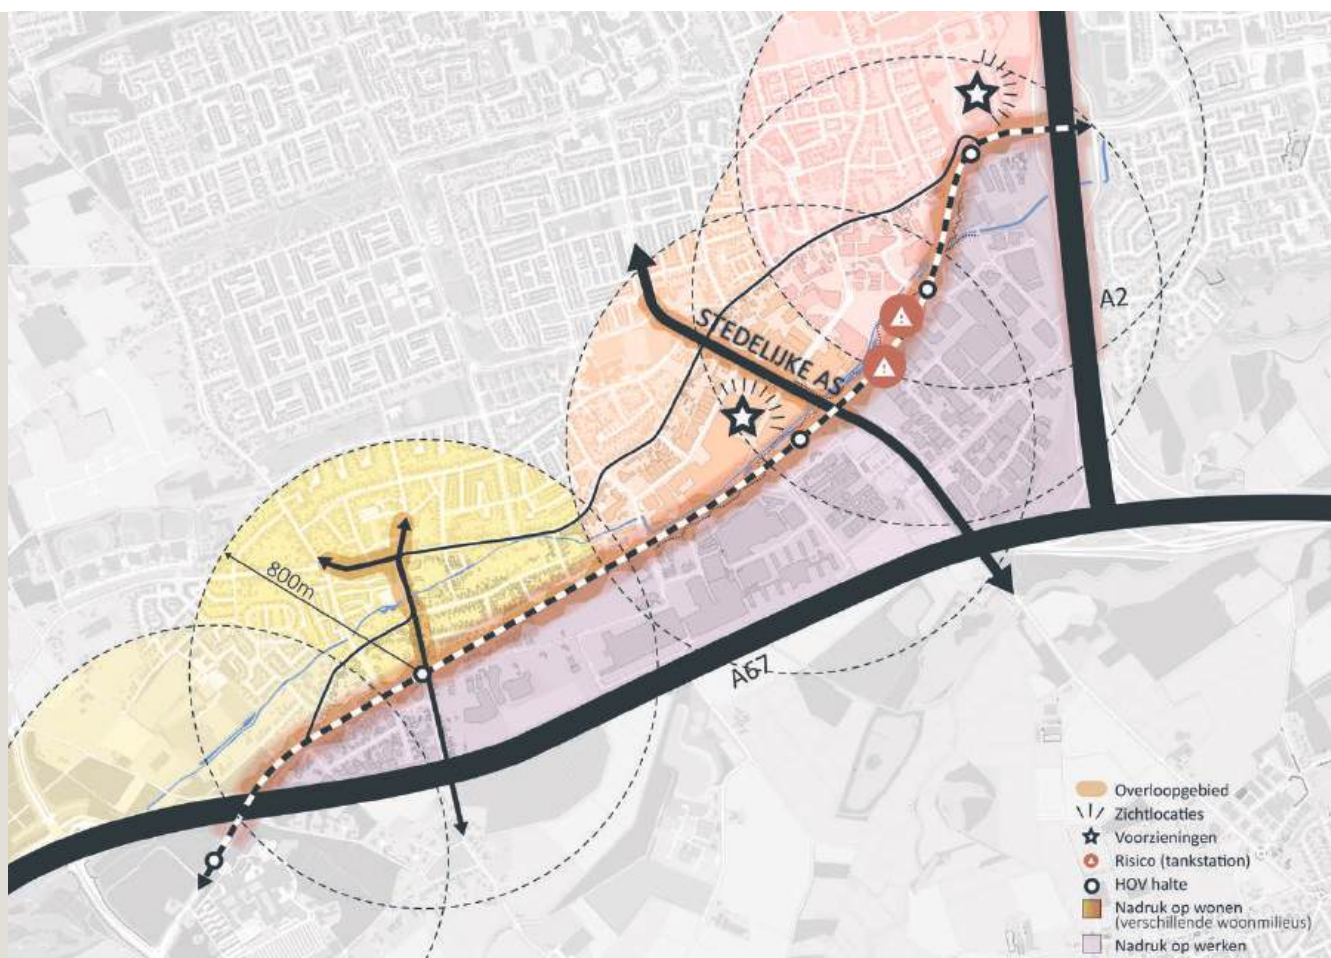 STEDELIJKE AS
A2
800m
A67
Overloopgebied
Zichtlocaties
Voorzieningen
Risico (tankstation)
HOV halte
Nadruk op wonen
(verschillende woonmilieus)
Nadruk op werken